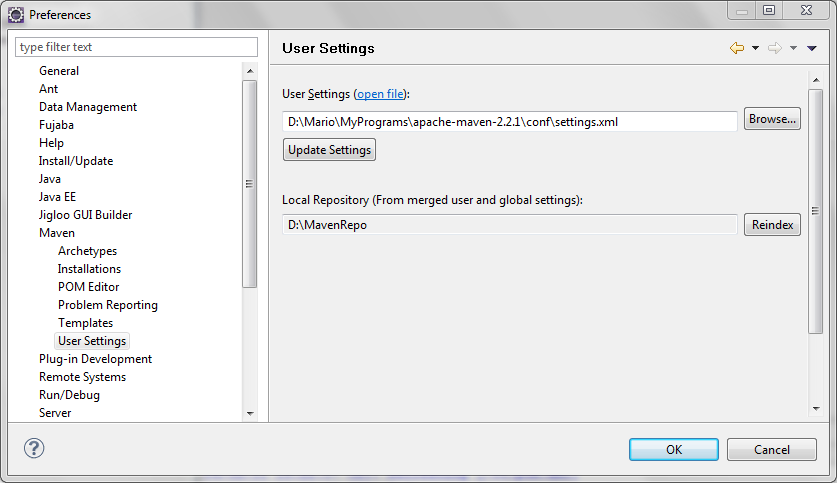 Preferences
type filter text
General
Ant
Data Management
Fujaba
Help
Install/Update
Java
Java EE
Jigloo GUI Builder
Maven
Archetypes
Installations
POM Editor
Problem Reporting
Templates
User Settings
Plug-in Development
Remote Systems
Run/Debug
Server
User Settings
User Settings (open file):
D:\Mario\MyPrograms\apache-maven-2.2.1\conf\settings.xml
Browse...
Update Settings
Local Repository (From merged user and global settings):
D:\MavenRepo
Reindex
OK
Cancel